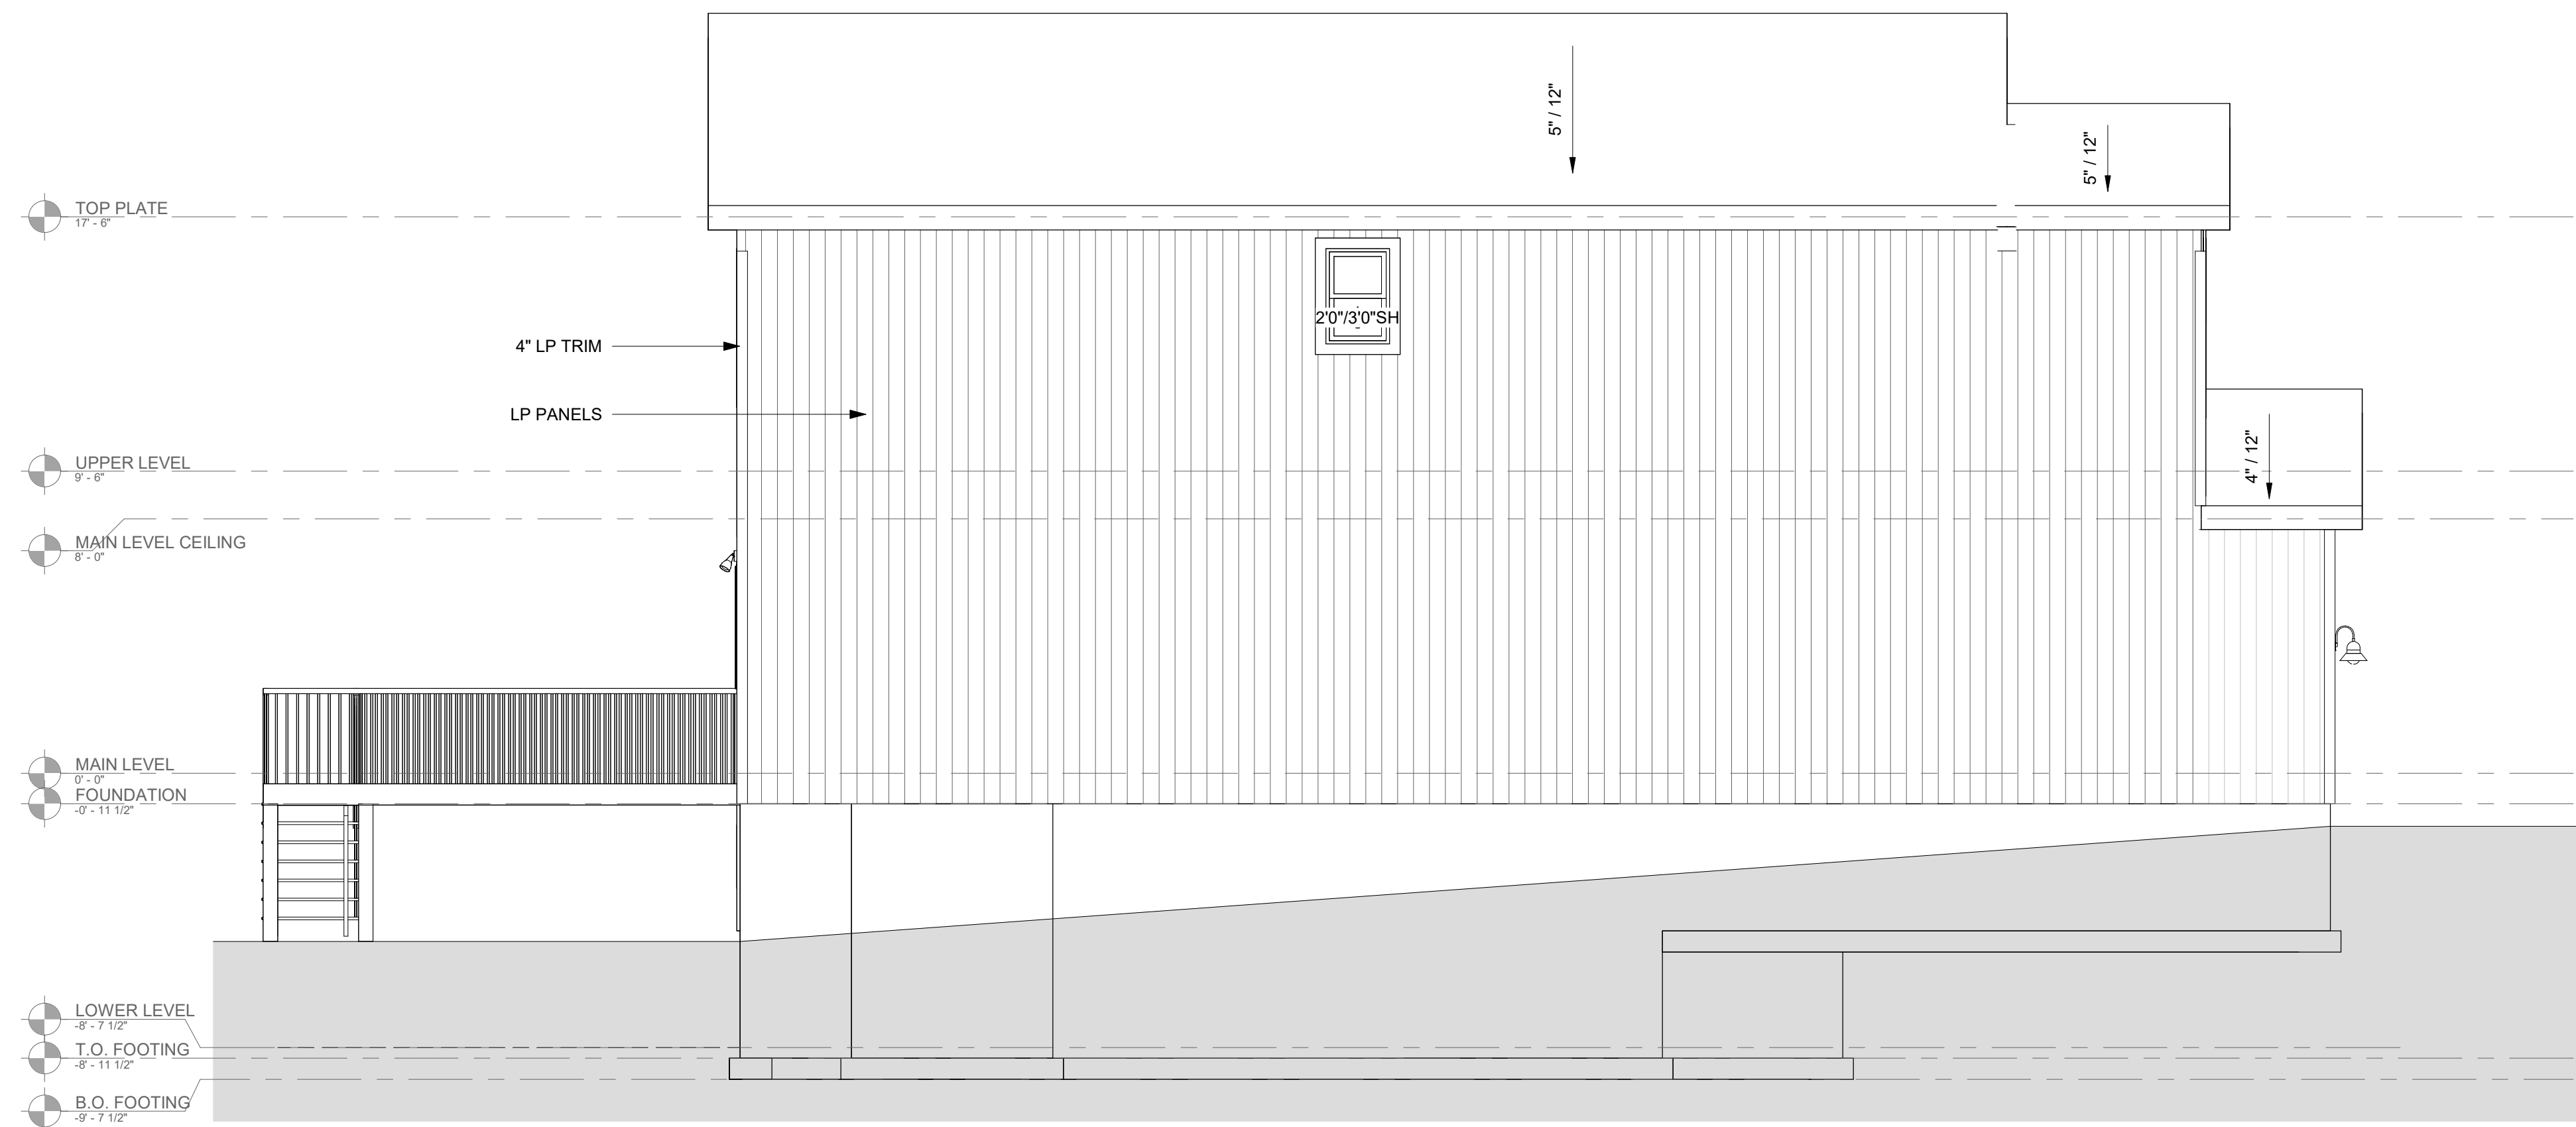 5" / 12"
5" / 12"
TOP PLATE
17' - 6"
2'0"/3'0"SH
4" LP TRIM
LP PANELS
4" / 12"
UPPER LEVEL
9' - 6"
MAIN LEVEL CEILING
8' - 0"
MAIN LEVEL
0' - 0"
FOUNDATION
-0' - 11 1/2"
LOWER LEVEL
-8' - 7 1/2"
T.O. FOOTING
-8' - 11 1/2"
B.O. FOOTING
-9' - 7 1/2"